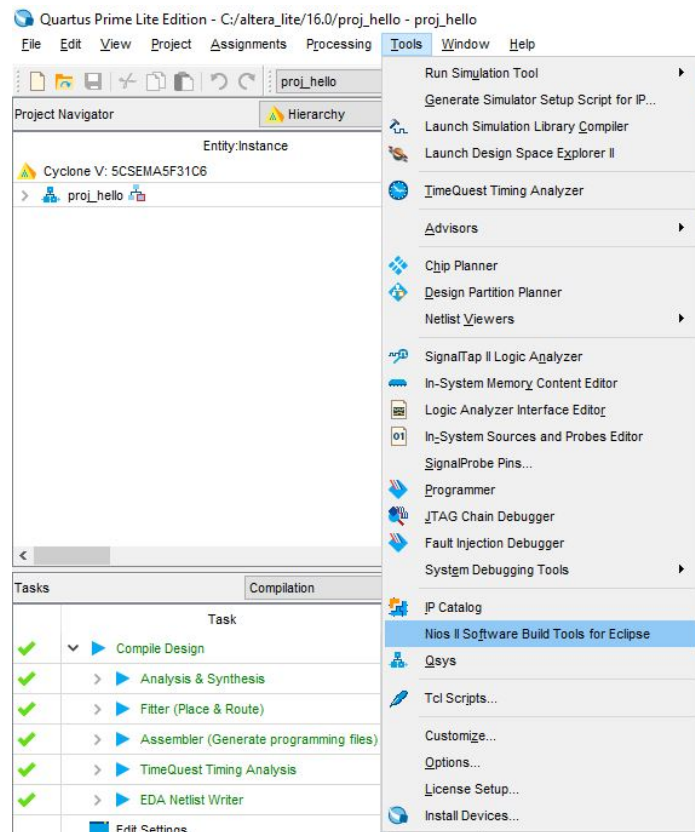 Quartus Prime Lite Edition - C:/altera_lite/16.0/proj_hello - proj_hello
File Edit View Project Assignments Processing Tools Window Help
proj_hello
Project Navigator
Hierarchy
Entity:Instance
Cyclone V: 5CSEMA5F31C6
proj_hello
Tasks
Compilation
Task
Compile Design
Analysis & Synthesis
Fitter (Place & Route)
Assembler (Generate programming files)
TimeQuest Timing Analysis
EDA Netlist Writer
Edit Settings
Run Simulation Tool
Generate Simulator Setup Script for IP...
Launch Simulation Library Compiler
Launch Design Space Explorer II
TimeQuest Timing Analyzer
Advisors
Chip Planner
Design Partition Planner
Netlist Viewers
SignalTap II Logic Analyzer
In-System Memory Content Editor
Logic Analyzer Interface Editor
01
In-System Sources and Probes Editor
SignalProbe Pins...
Programmer
JTAG Chain Debugger
Fault Injection Debugger
System Debugging Tools
IP Catalog
Nios II Software Build Tools for Eclipse
Qsys
Tcl Scripts...
Customize...
Options...
License Setup...
Install Devices...